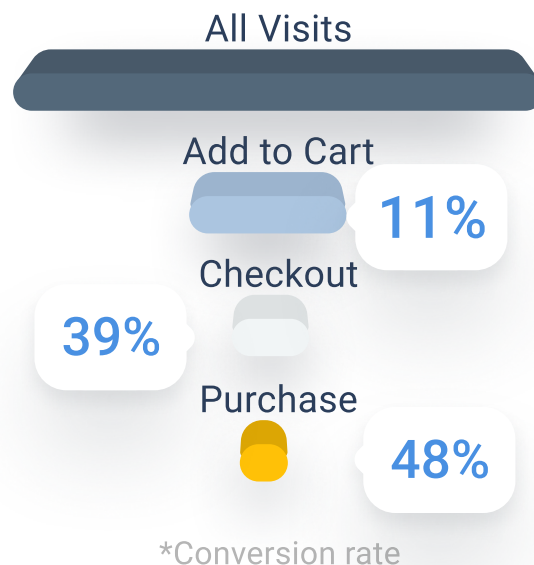 All Visits
Add to Cart
11%
Checkout
39%
Purchase
48%
*Conversion rate